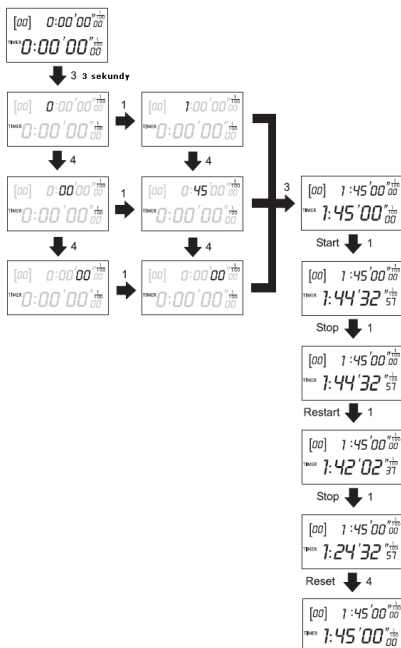 [00] 0:00'00"1/100 00
TIMER 0:00'00"1/100 00
3 3 sekundy
[00] 0:00'00"1/100 00
TIMER 0:00'00"1/100 00
1
[00] 1:00'00"1/100 00
TIMER 0:00'00"1/100 00
4
4
[00] 0:00'00"1/100 00
TIMER 0:00'00"1/100 00
1
[00] 0:45'00"1/100 00
TIMER 0:00'00"1/100 00
4
4
[00] 0:00'00"1/100 00
TIMER 0:00'00"1/100 00
1
[00] 0:00'00"1/100 00
TIMER 0:00'00"1/100 00
3
[00] 1:45'00"1/100 00
TIMER 1:45'00"1/100 00
Start 1
[00] 1:45'00"1/100 00
TIMER 1:44'32"1/100 57
Stop 1
[00] 1:45'00"1/100 00
TIMER 1:44'32"1/100 57
Restart 1
[00] 1:45'00"1/100 00
TIMER 1:42'02"1/100 37
Stop 1
[00] 1:45'00"1/100 00
TIMER 1:24'32"1/100 57
Reset 4
[00] 1:45'00"1/100 00
TIMER 1:45'00"1/100 00